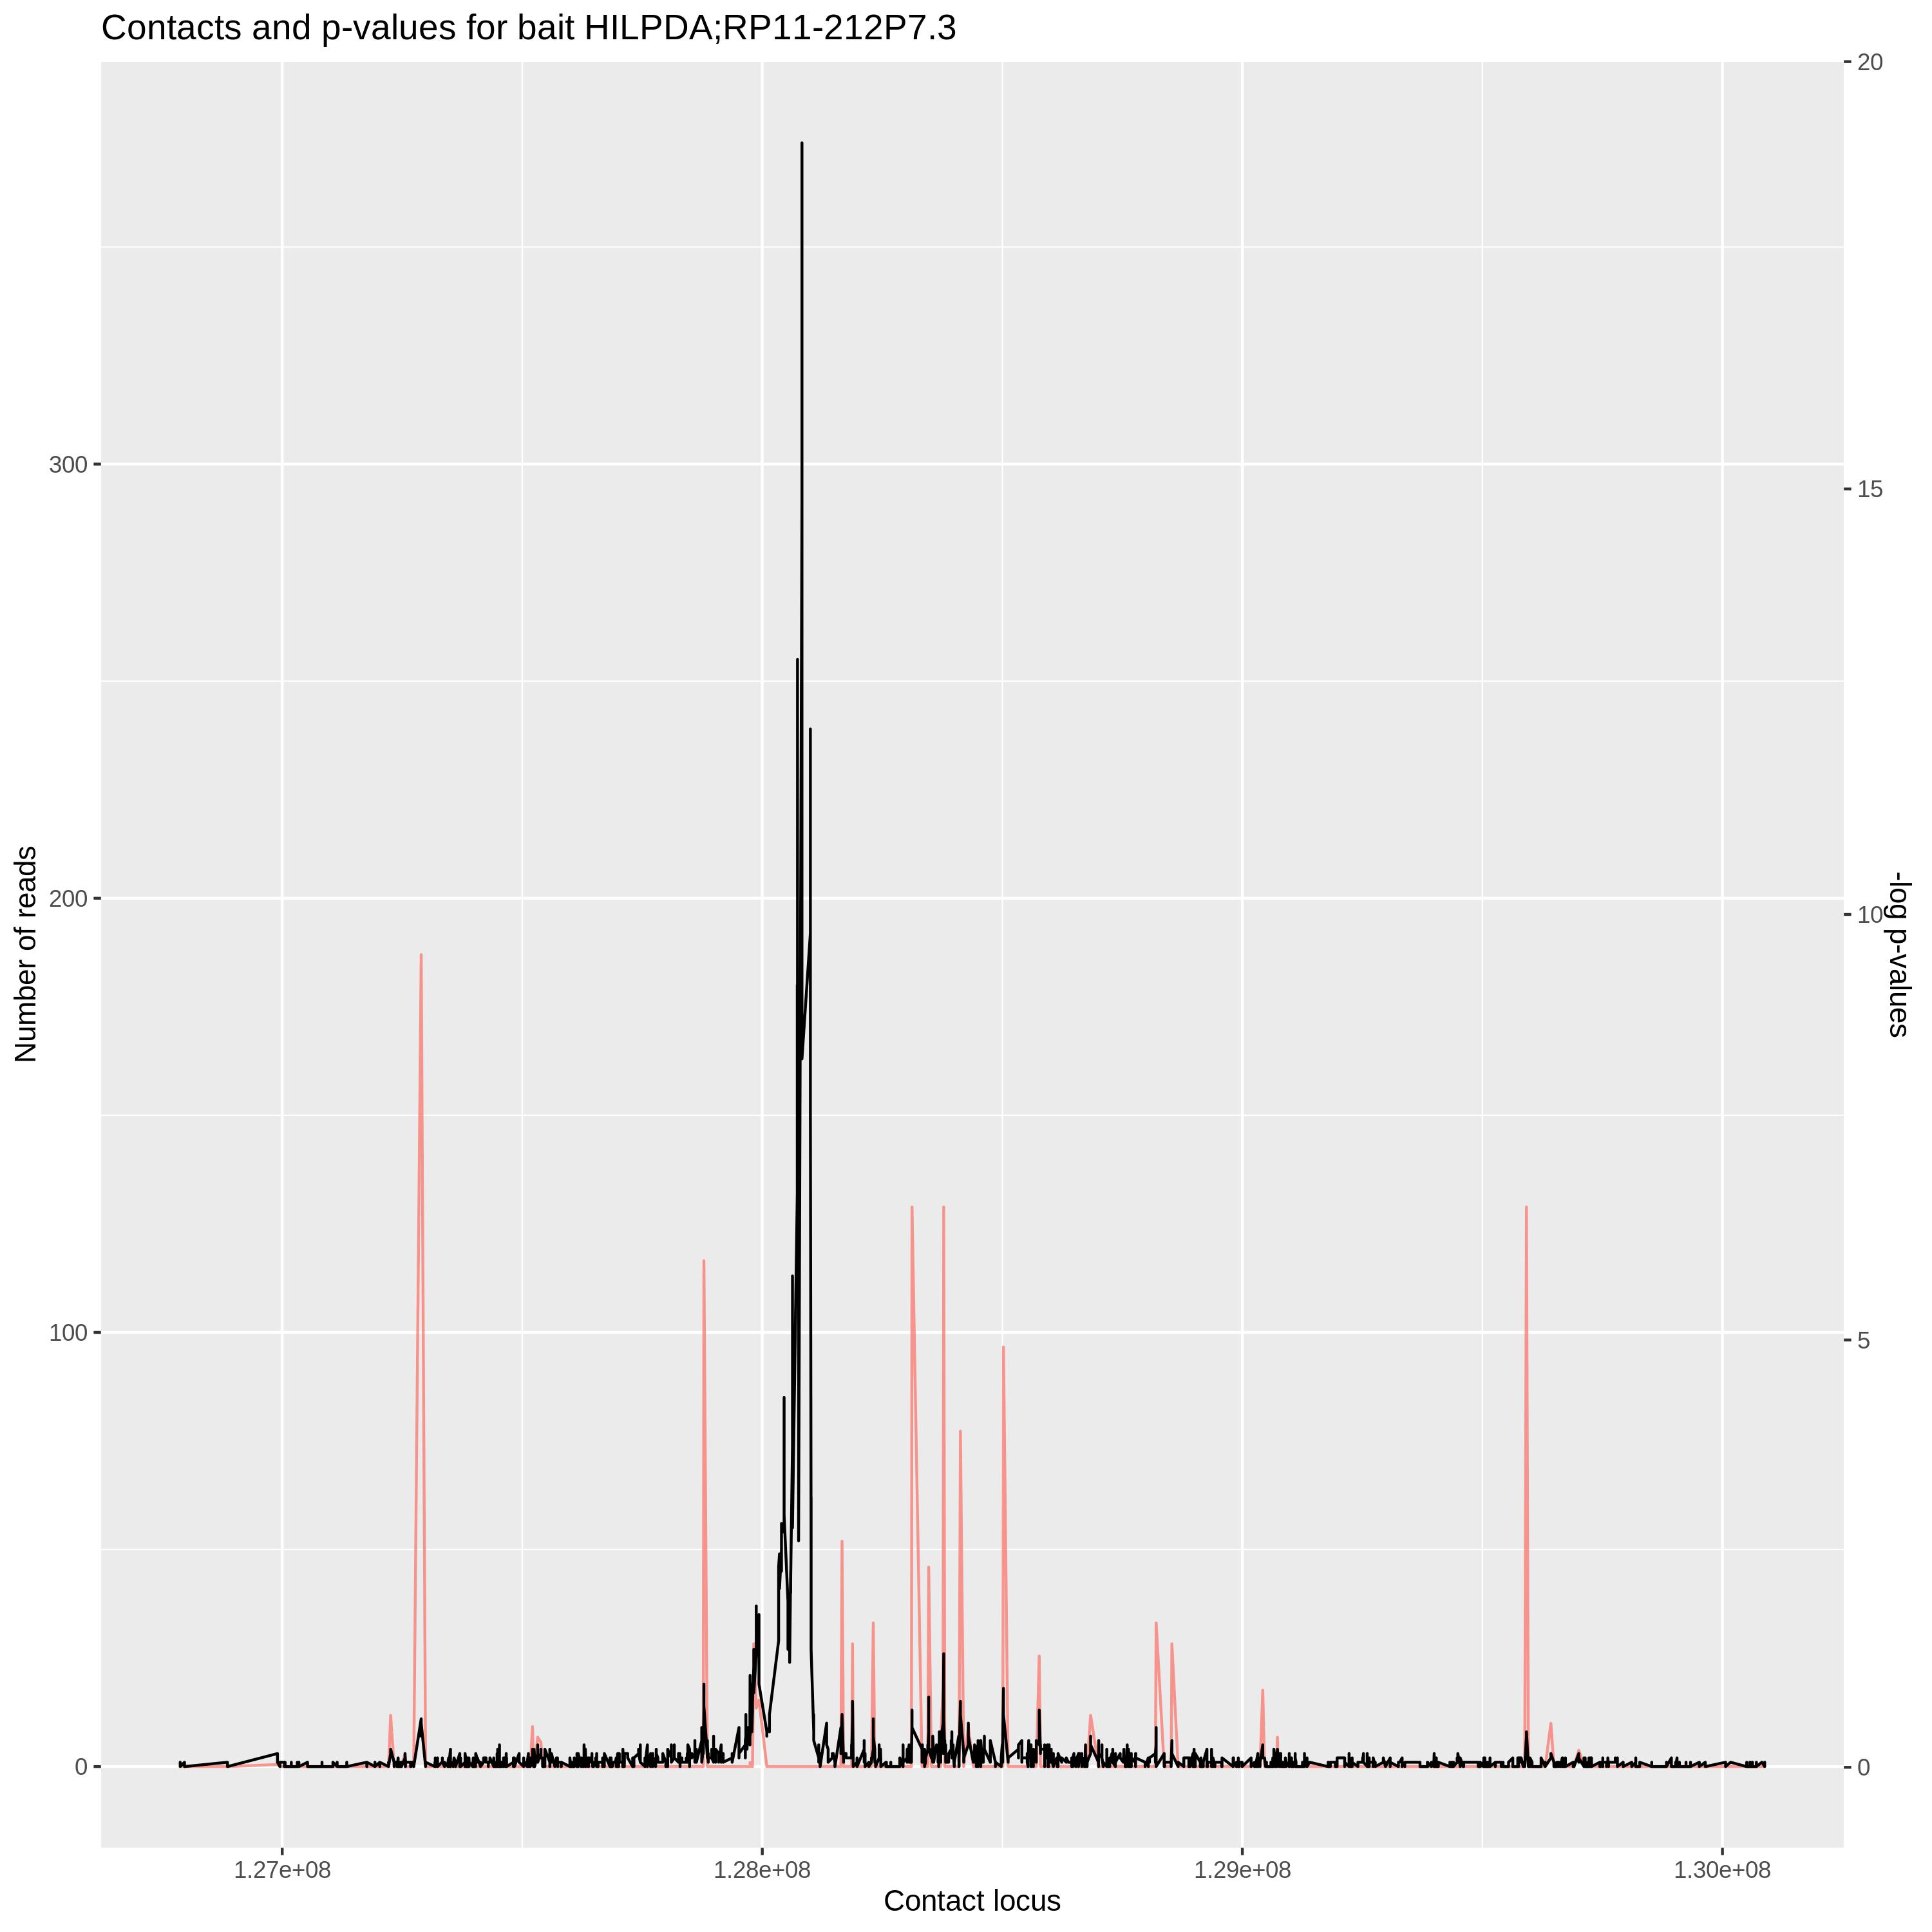 Contacts and p-values for bait HILPDA;RP11-212P7.3
20
300
15
200
10
100
5
0
0
Number of reads
-log p-values
1.27e+08
1.28e+08
1.29e+08
1.30e+08
Contact locus